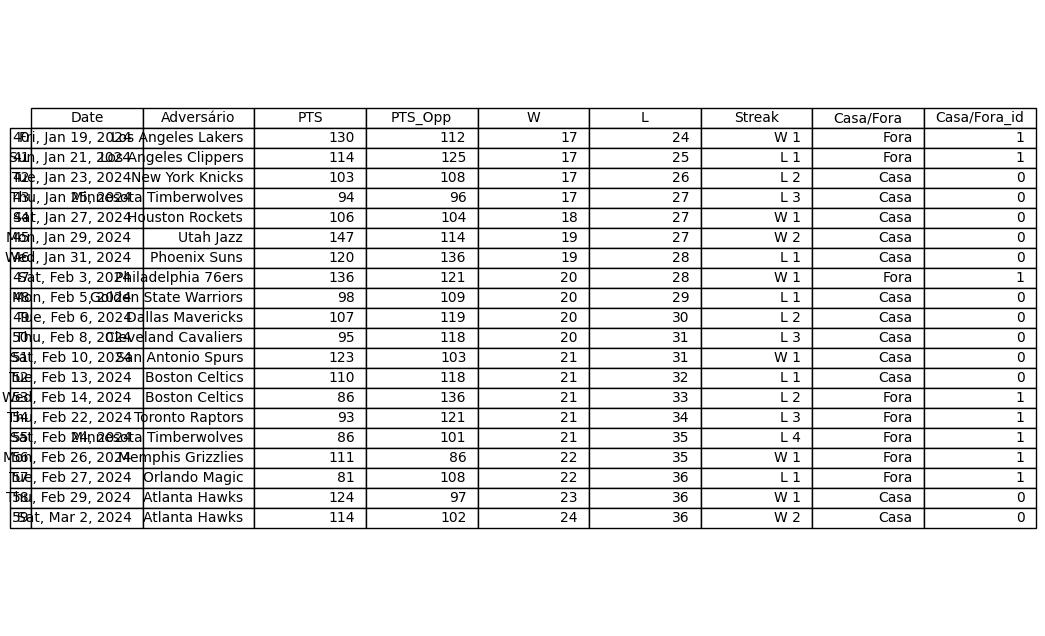 Date Adversário PTS PTS_Opp W L Streak Casa/Fora Casa/Fora_id
40 Fri, Jan 19, 2024 Los Angeles Lakers 130 112 17 24 W 1 Fora 1
41 Sun, Jan 21, 2024 Los Angeles Clippers 114 125 17 25 L 1 Fora 1
42 Tue, Jan 23, 2024 New York Knicks 103 108 17 26 L 2 Casa 0
43 Thu, Jan 25, 2024 Minnesota Timberwolves 94 96 17 27 L 3 Casa 0
44 Sat, Jan 27, 2024 Houston Rockets 106 104 18 27 W 1 Casa 0
45 Mon, Jan 29, 2024 Utah Jazz 147 114 19 27 W 2 Casa 0
46 Wed, Jan 31, 2024 Phoenix Suns 120 136 19 28 L 1 Casa 0
47 Sat, Feb 3, 2024 Philadelphia 76ers 136 121 20 28 W 1 Fora 1
48 Mon, Feb 5, 2024 Golden State Warriors 98 109 20 29 L 1 Casa 0
49 Tue, Feb 6, 2024 Dallas Mavericks 107 119 20 30 L 2 Casa 0
50 Thu, Feb 8, 2024 Cleveland Cavaliers 95 118 20 31 L 3 Casa 0
51 Sat, Feb 10, 2024 San Antonio Spurs 123 103 21 31 W 1 Casa 0
52 Tue, Feb 13, 2024 Boston Celtics 110 118 21 32 L 1 Casa 0
53 Wed, Feb 14, 2024 Boston Celtics 86 136 21 33 L 2 Fora 1
54 Thu, Feb 22, 2024 Toronto Raptors 93 121 21 34 L 3 Fora 1
55 Sat, Feb 24, 2024 Minnesota Timberwolves 86 101 21 35 L 4 Fora 1
56 Mon, Feb 26, 2024 Memphis Grizzlies 111 86 22 35 W 1 Fora 1
57 Tue, Feb 27, 2024 Orlando Magic 81 108 22 36 L 1 Fora 1
58 Thu, Feb 29, 2024 Atlanta Hawks 124 97 23 36 W 1 Casa 0
59 Sat, Mar 2, 2024 Atlanta Hawks 114 102 24 36 W 2 Casa 0